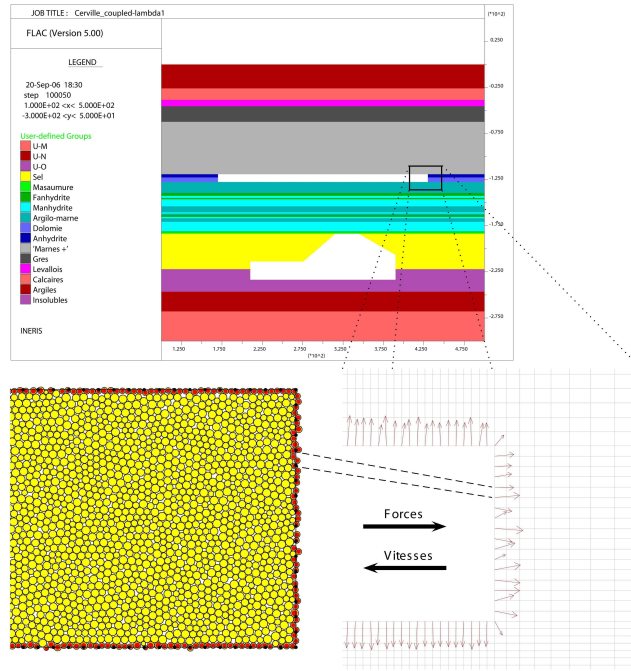 JOB TITLE : Cerville_coupled-lambda1
(*10^2)
FLAC (Version 5.00)
LEGEND
20-Sep-06 18:30
step 100050
1.000E+02 <x< 5.000E+02
-3.000E+02 <y< 5.000E+01
User-defined Groups
U-M
U-N
U-O
Sel
Masaumure
Fanhydrite
Manhydrite
Argilo-marne
Dolomie
Anhydrite
'Marnes +'
Gres
Levallois
Calcaires
Argiles
Insolubles
INERIS
0.250
-0.250
-0.750
-1.250
-1.750
-2.250
-2.750
1.250 1.750 2.250 2.750 3.250 3.750 4.250 4.750
(*10^2)
Forces
Vitesses